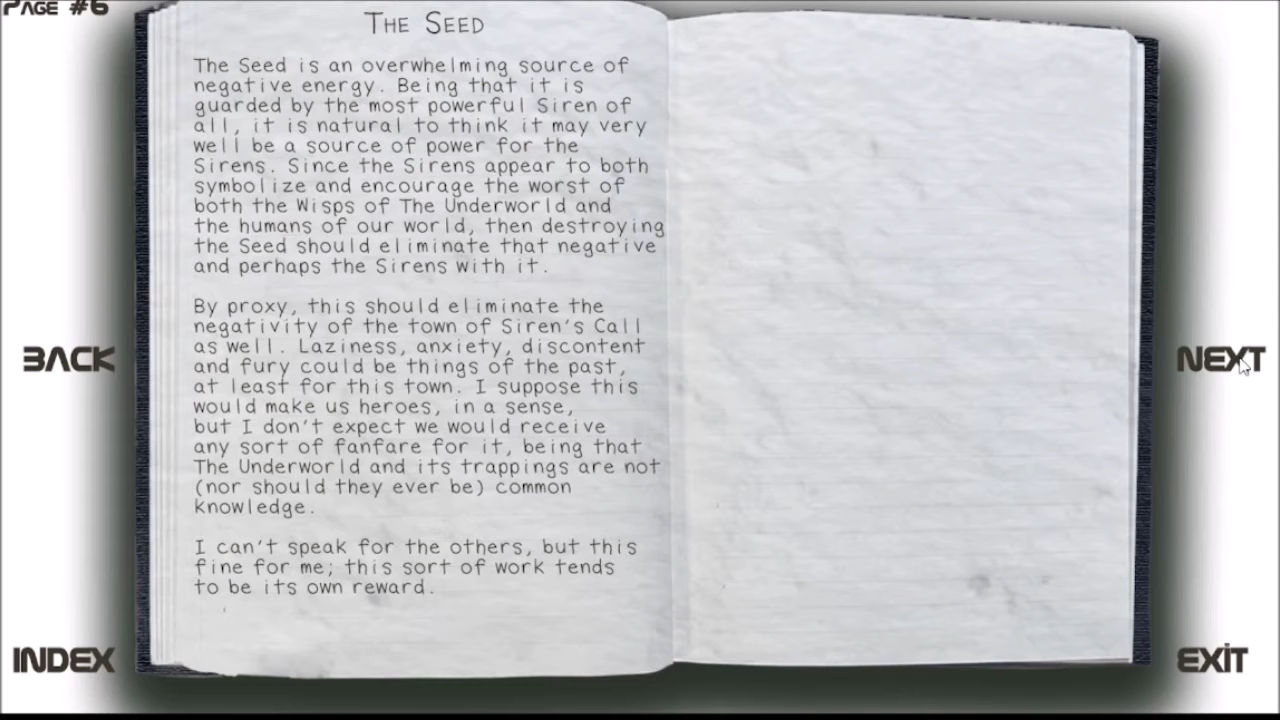 PAGE #6
THE SEED
The Seed is an overwhelming source of
negative energy. Being that it is
guarded by the most powerful Siren of
all, it is natural to think it may very
well be a source of power for the
Sirens. Since the Sirens appear to both
symbolize and encourage the worst of
both the Wisps of The Underworld and
the humans of our world, then destroying
the Seed should eliminate that negative
and perhaps the Sirens with it.
By proxy, this should eliminate the
negativity of the town of Siren's Call
as well. Laziness, anxiety, discontent
and fury could be things of the past,
at least for this town. I suppose this
would make us heroes, in a sense,
but I don't expect we would receive
any sort of fanfare for it, being that
The Underworld and its trappings are not
(nor should they ever be) common
knowledge.
I can't speak for the others, but this
fine for me; this sort of work tends
to be its own reward.
BACK
NEXT
INDEX
EXIT